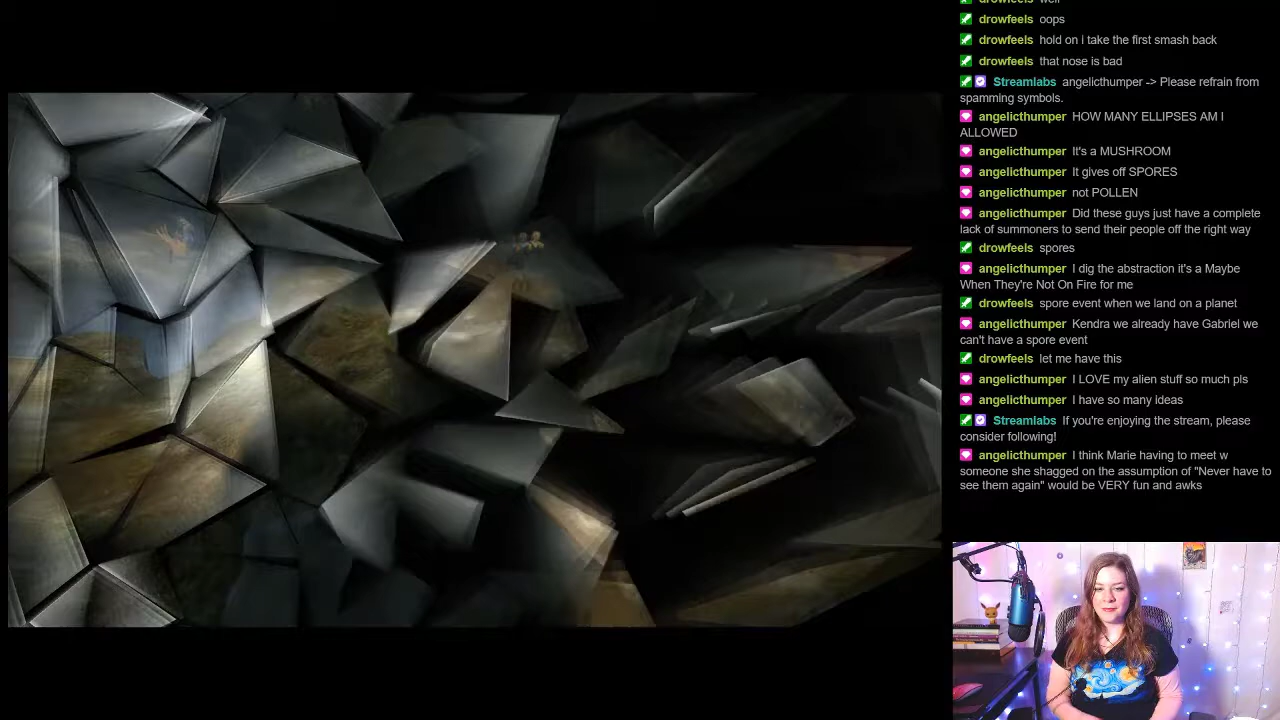 drowfeels well
drowfeels oops
drowfeels hold on i take the first smash back
drowfeels that nose is bad
Streamlabs angelicthumper -> Please refrain from
spamming symbols.
angelicthumper HOW MANY ELLIPSES AM I
ALLOWED
angelicthumper It's a MUSHROOM
angelicthumper It gives off SPORES
angelicthumper not POLLEN
angelicthumper Did these guys just have a complete
lack of summoners to send their people off the right way
drowfeels spores
angelicthumper I dig the abstraction it's a Maybe
When They're Not On Fire for me
drowfeels spore event when we land on a planet
angelicthumper Kendra we already have Gabriel we
can't have a spore event
drowfeels let me have this
angelicthumper I LOVE my alien stuff so much pls
angelicthumper I have so many ideas
Streamlabs If you're enjoying the stream, please
consider following!
angelicthumper I think Marie having to meet w
someone she shagged on the assumption of "Never have to
see them again" would be VERY fun and awks